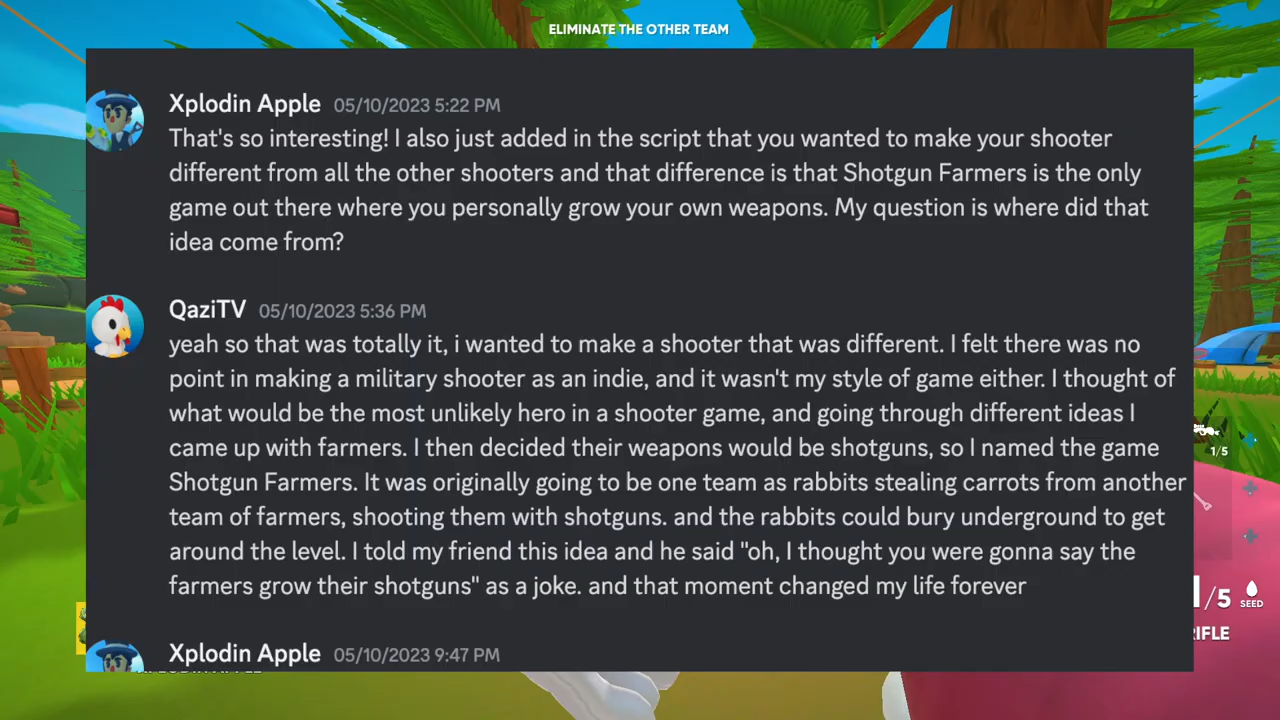 ELIMINATE THE OTHER TEAM
Xplodin Apple 05/10/2023 5:22 PM
That's so interesting! I also just added in the script that you wanted to make your shooter
different from all the other shooters and that difference is that Shotgun Farmers is the only
game out there where you personally grow your own weapons. My question is where did that
idea come from?
QaziTV 05/10/2023 5:36 PM
yeah so that was totally it, i wanted to make a shooter that was different. I felt there was no
point in making a military shooter as an indie, and it wasn't my style of game either. I thought of
what would be the most unlikely hero in a shooter game, and going through different ideas I
came up with farmers. I then decided their weapons would be shotguns, so I named the game
Shotgun Farmers. It was originally going to be one team as rabbits stealing carrots from another
team of farmers, shooting them with shotguns. and the rabbits could bury underground to get
around the level. I told my friend this idea and he said "oh, I thought you were gonna say the
farmers grow their shotguns" as a joke. and that moment changed my life forever
1/5
/5
SEED
RIFLE
Xplodin Apple 05/10/2023 9:47 PM